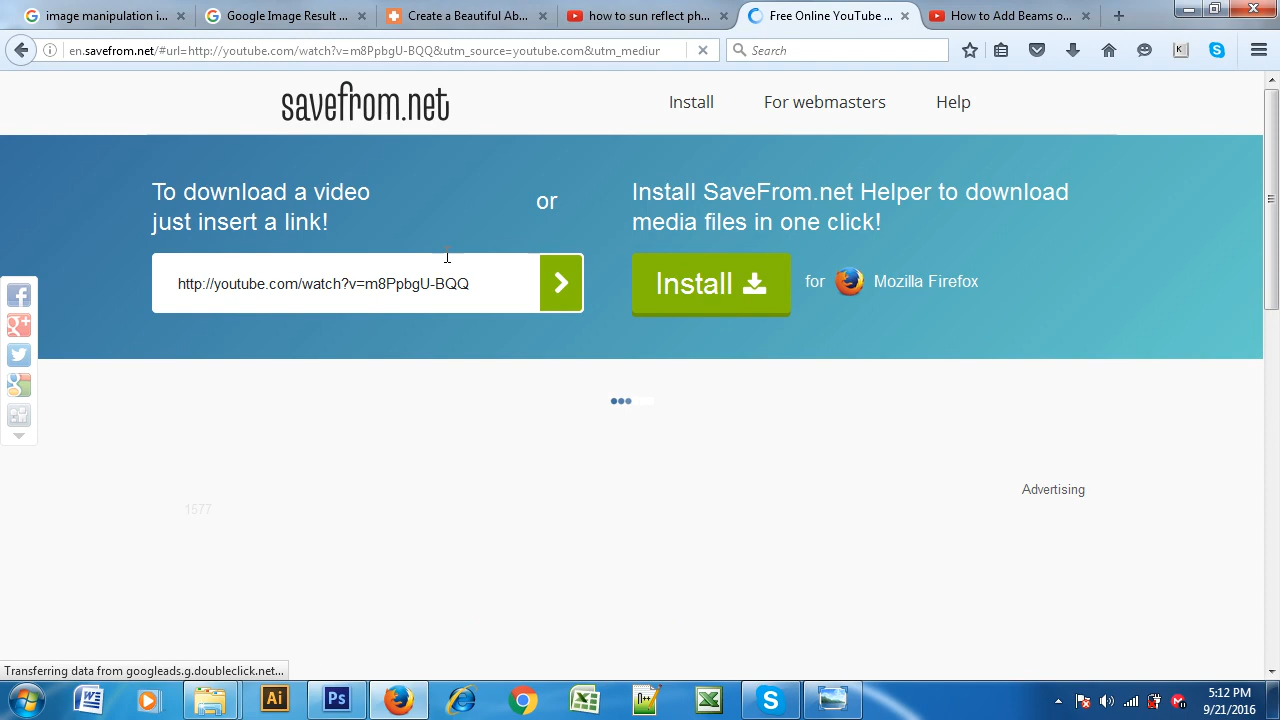 image manipulation i...
Google Image Result ...
Create a Beautiful Ab...
how to sun reflect ph...
Free Online YouTube ...
How to Add Beams o...
en.savefrom.net/#url=http://youtube.com/watch?v=m8PpbgU-BQQ&utm_source=youtube.com&utm_mediur
Search
savefrom.net
Install
For webmasters
Help
To download a video
just insert a link!
or
Install SaveFrom.net Helper to download
media files in one click!
http://youtube.com/watch?v=m8PpbgU-BQQ
Install
for
Mozilla Firefox
Advertising
1577
Transferring data from googleads.g.doubleclick.net...
5:12 PM
9/21/2016